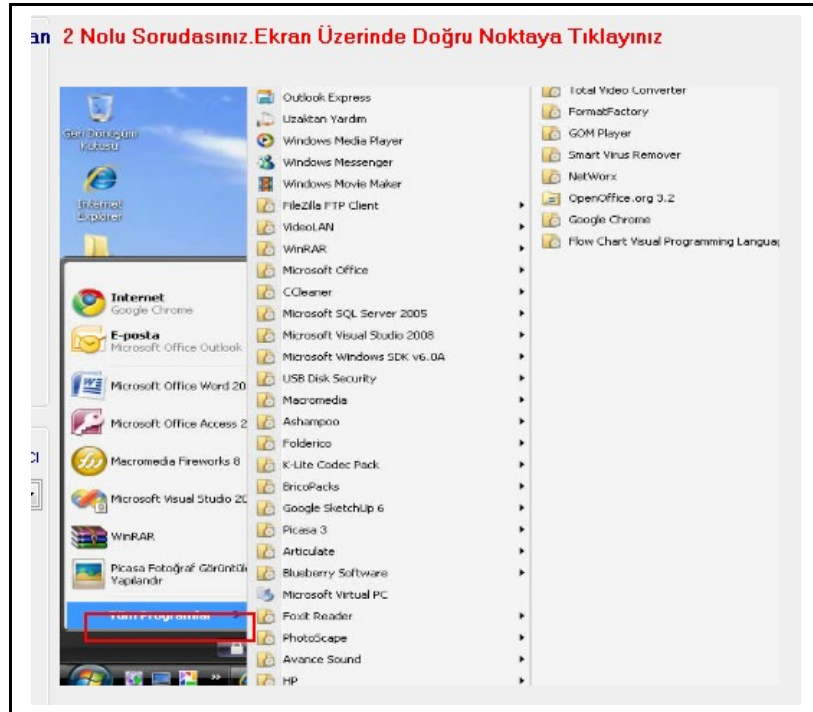 an
2 Nolu Sorudasınız.Ekran Üzerinde Doğru Noktaya Tıklayınız
Geri Dönüşüm
Kutusu
Internet
Explorer
Internet
Google Chrome
E-posta
Microsoft Office Outlook
Microsoft Office Word 20
Microsoft Office Access 2
Macromedia Fireworks 8
Microsoft Visual Studio 20
WinRAR
Picasa Fotoğraf Görüntül
Yapılandır
Tüm Programlar
Outlook Express
Uzaktan Yardım
Windows Media Player
Windows Messenger
Windows Movie Maker
FileZilla FTP Client
VideoLAN
WinRAR
Microsoft Office
CCleaner
Microsoft SQL Server 2005
Microsoft Visual Studio 2008
Microsoft Windows SDK v6.0A
USB Disk Security
Macromedia
Ashampoo
Folderico
K-Lite Codec Pack
BricoPacks
Google SketchUp 6
Picasa 3
Articulate
Blueberry Software
Microsoft Virtual PC
Foxit Reader
PhotoScape
Avance Sound
HP
Total Video Converter
FormatFactory
GOM Player
Smart Virus Remover
NetWorx
OpenOffice.org 3.2
Google Chrome
Flow Chart Visual Programming Languag